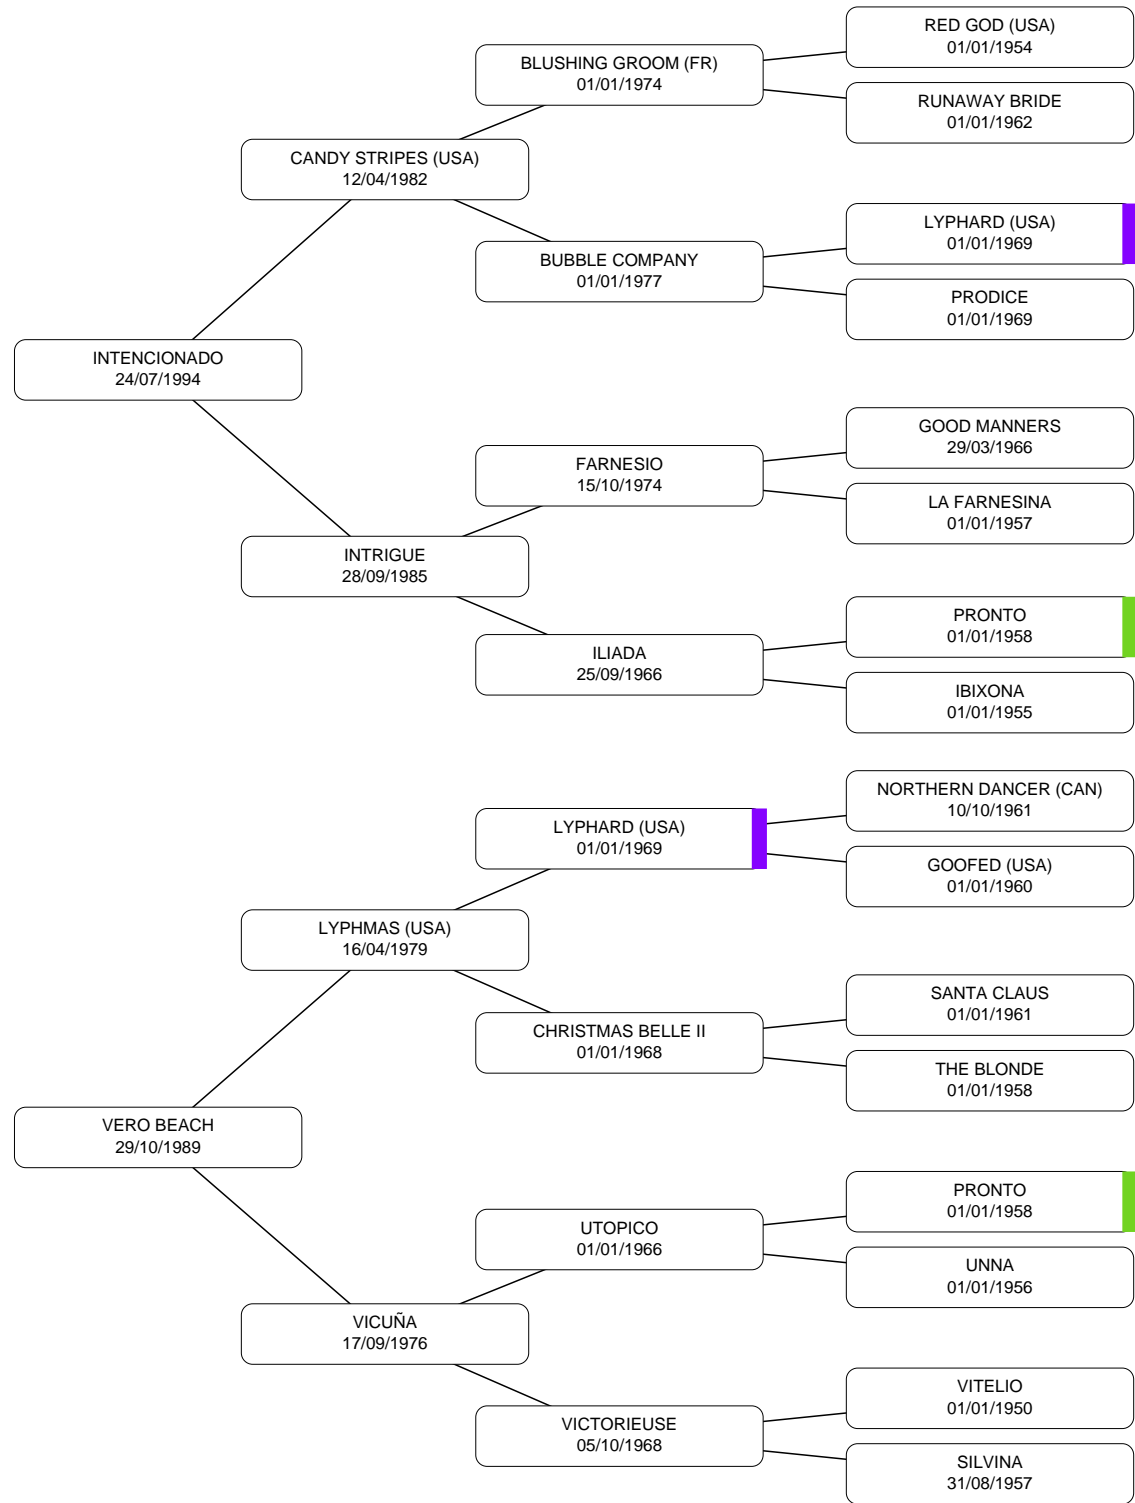 RED GOD (USA)
01/01/1954
BLUSHING GROOM (FR)
01/01/1974
RUNAWAY BRIDE
01/01/1962
CANDY STRIPES (USA)
12/04/1982
LYPHARD (USA)
01/01/1969
BUBBLE COMPANY
01/01/1977
PRODICE
01/01/1969
INTENCIONADO
24/07/1994
GOOD MANNERS
29/03/1966
FARNESIO
15/10/1974
LA FARNESINA
01/01/1957
INTRIGUE
28/09/1985
PRONTO
01/01/1958
ILIADA
25/09/1966
IBIXONA
01/01/1955
NORTHERN DANCER (CAN)
10/10/1961
LYPHARD (USA)
01/01/1969
GOOFED (USA)
01/01/1960
LYPHMAS (USA)
16/04/1979
SANTA CLAUS
01/01/1961
CHRISTMAS BELLE II
01/01/1968
THE BLONDE
01/01/1958
VERO BEACH
29/10/1989
PRONTO
01/01/1958
UTOPICO
01/01/1966
UNNA
01/01/1956
VICUÑA
17/09/1976
VITELIO
01/01/1950
VICTORIEUSE
05/10/1968
SILVINA
31/08/1957